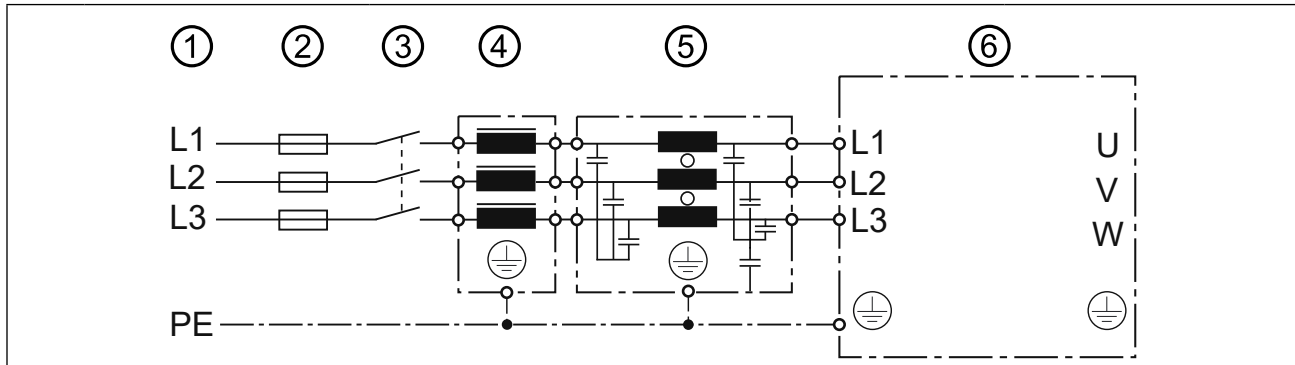 ① ② ③ ④ ⑤ ⑥
L1 L1 U
L2 L2 V
L3 L3 W
PE